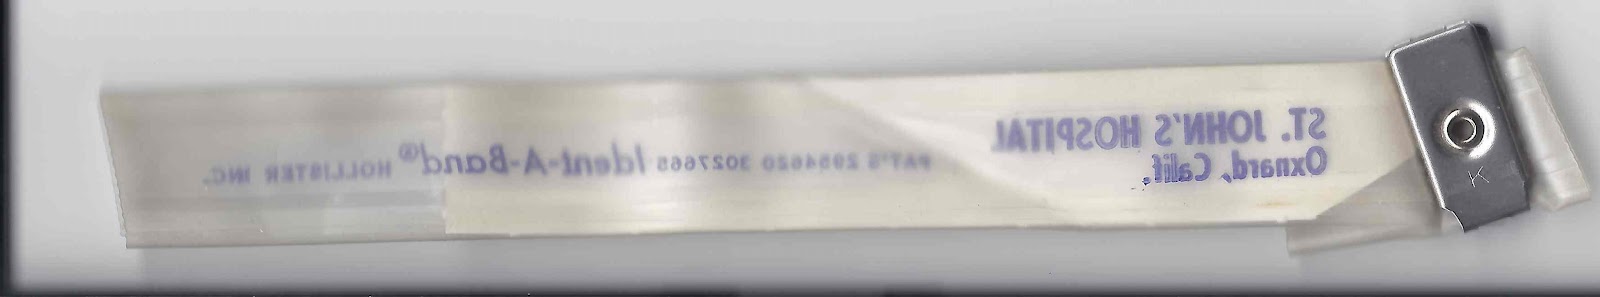 ST. JOHN'S HOSPITAL
Oxnard, Calif.
PAT'S 2954620 3027665 Ident-A-Band® HOLLISTER INC.
K